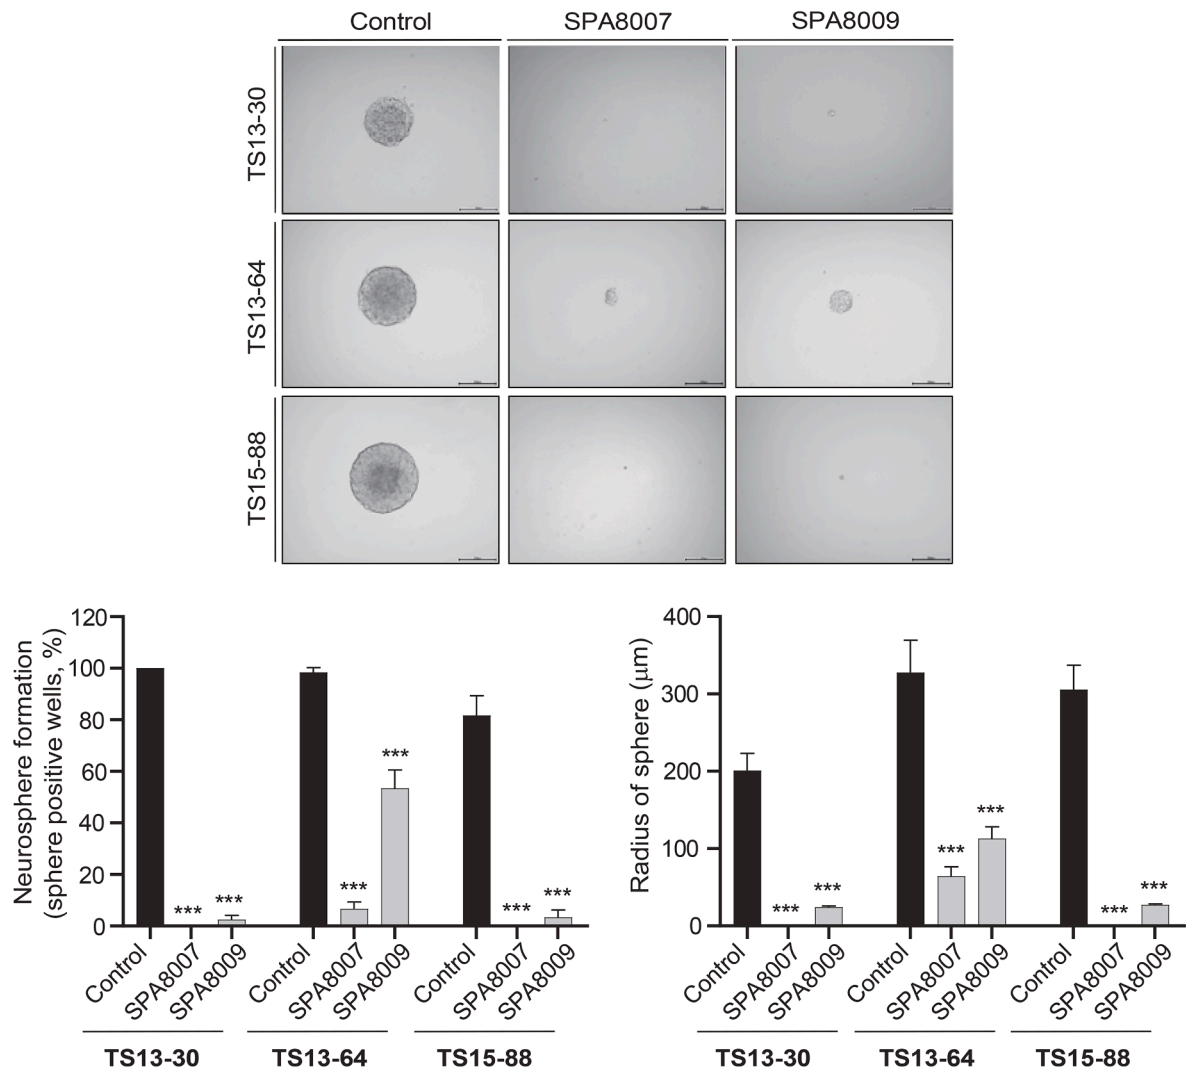 Control SPA8007 SPA8009
TS13-30
TS13-64
TS15-88
Neurosphere formation
(sphere positive wells, %)
120
100
80
60
40
20
0
***
***
***
***
***
***
Control SPA8007 SPA8009 Control SPA8007 SPA8009 Control SPA8007 SPA8009
TS13-30 TS13-64 TS15-88
Radius of sphere (μm)
400
300
200
100
0
***
***
***
***
***
***
Control SPA8007 SPA8009 Control SPA8007 SPA8009 Control SPA8007 SPA8009
TS13-30 TS13-64 TS15-88